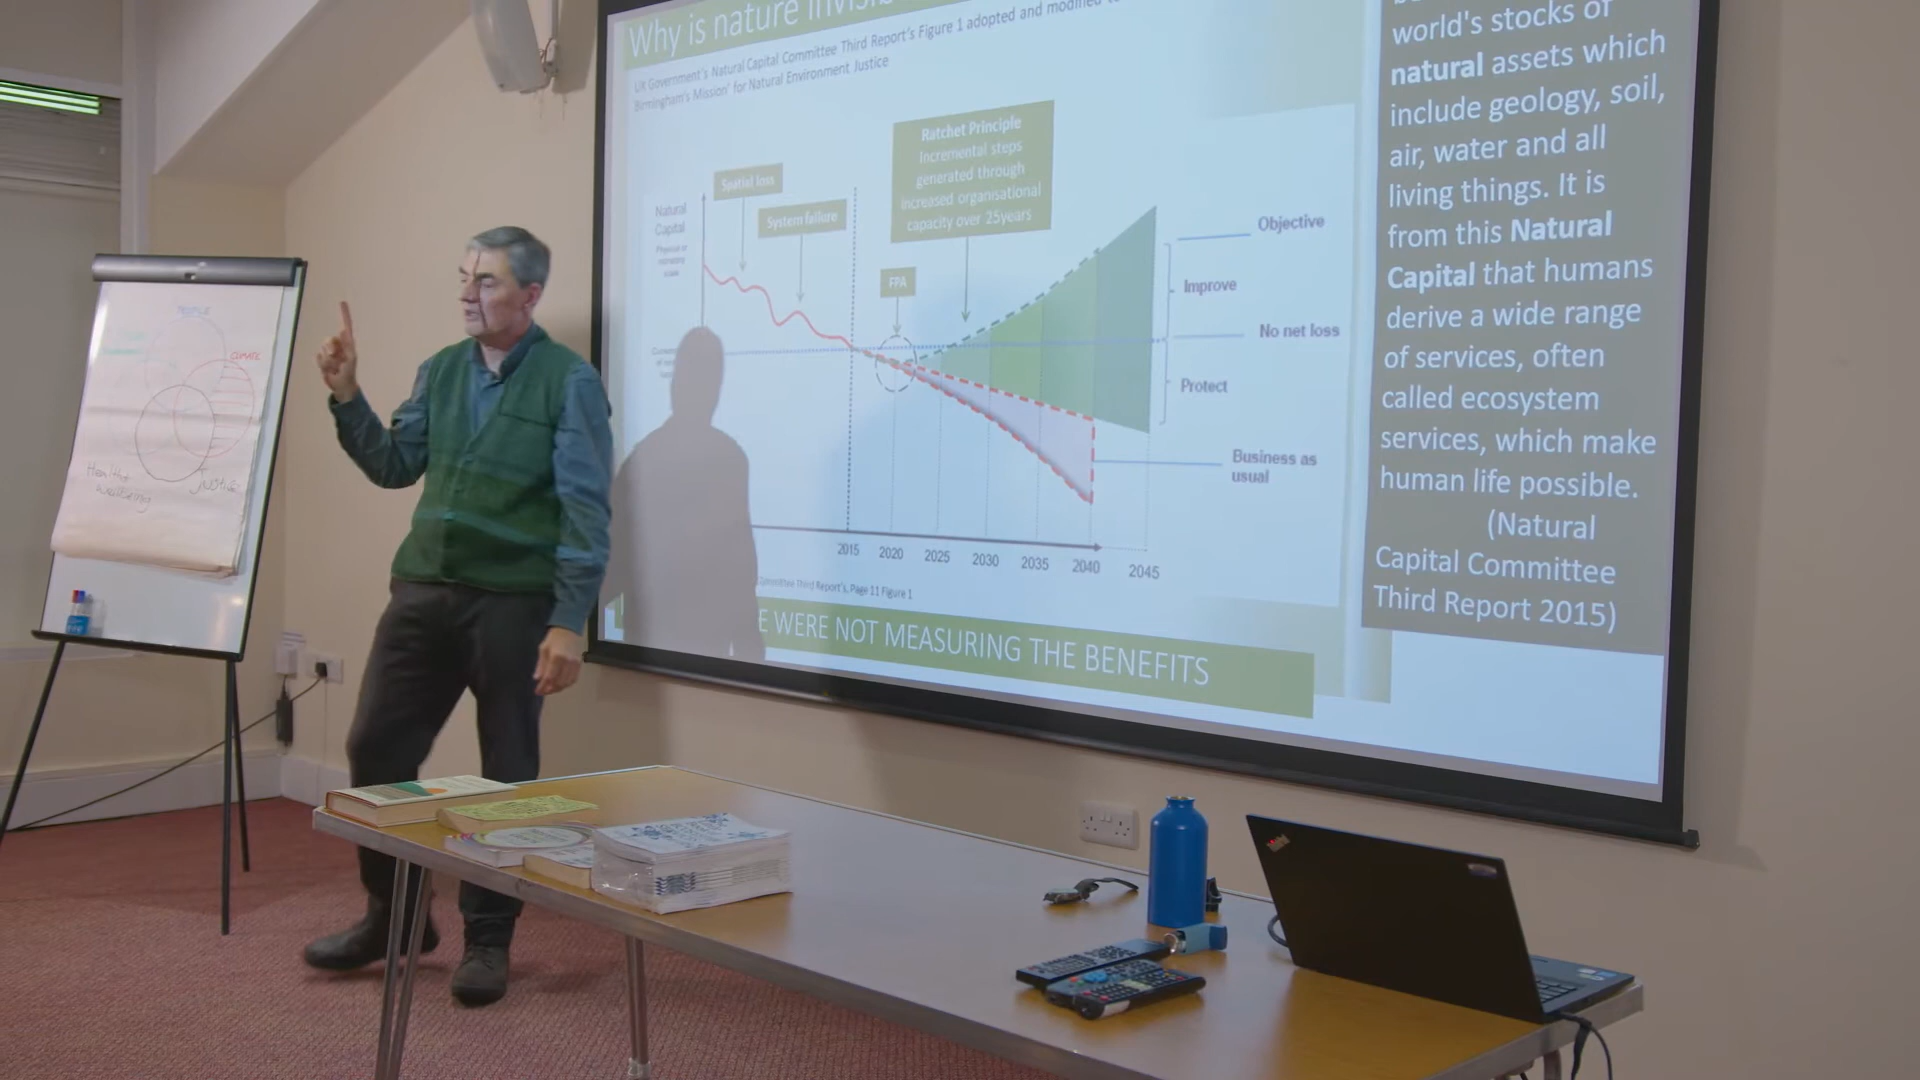 Why is nature
UK Government's Natural Capital Committee Third Report's Figure 1 adopted and modified
Birmingham's Mission' for Natural Environment Justice
Natural
Capital
Physical or
monetary
Spatial loss
System failure
FPA
Ratchet Principle
Incremental steps
generated through
increased organisational
capacity over 25years
Objective
Improve
No net loss
Protect
Business as
usual
2015 2020 2025 2030 2035 2040 2045
Committee Third Report's, Page 11 Figure 1
WERE NOT MEASURING THE BENEFITS
world's stocks of
natural assets which
include geology, soil,
air, water and all
living things. It is
from this Natural
Capital that humans
derive a wide range
of services, often
called ecosystem
services, which make
human life possible.
(Natural
Capital Committee
Third Report 2015)
PEOPLE
CLIMATE
Health +
wellbeing
Justice